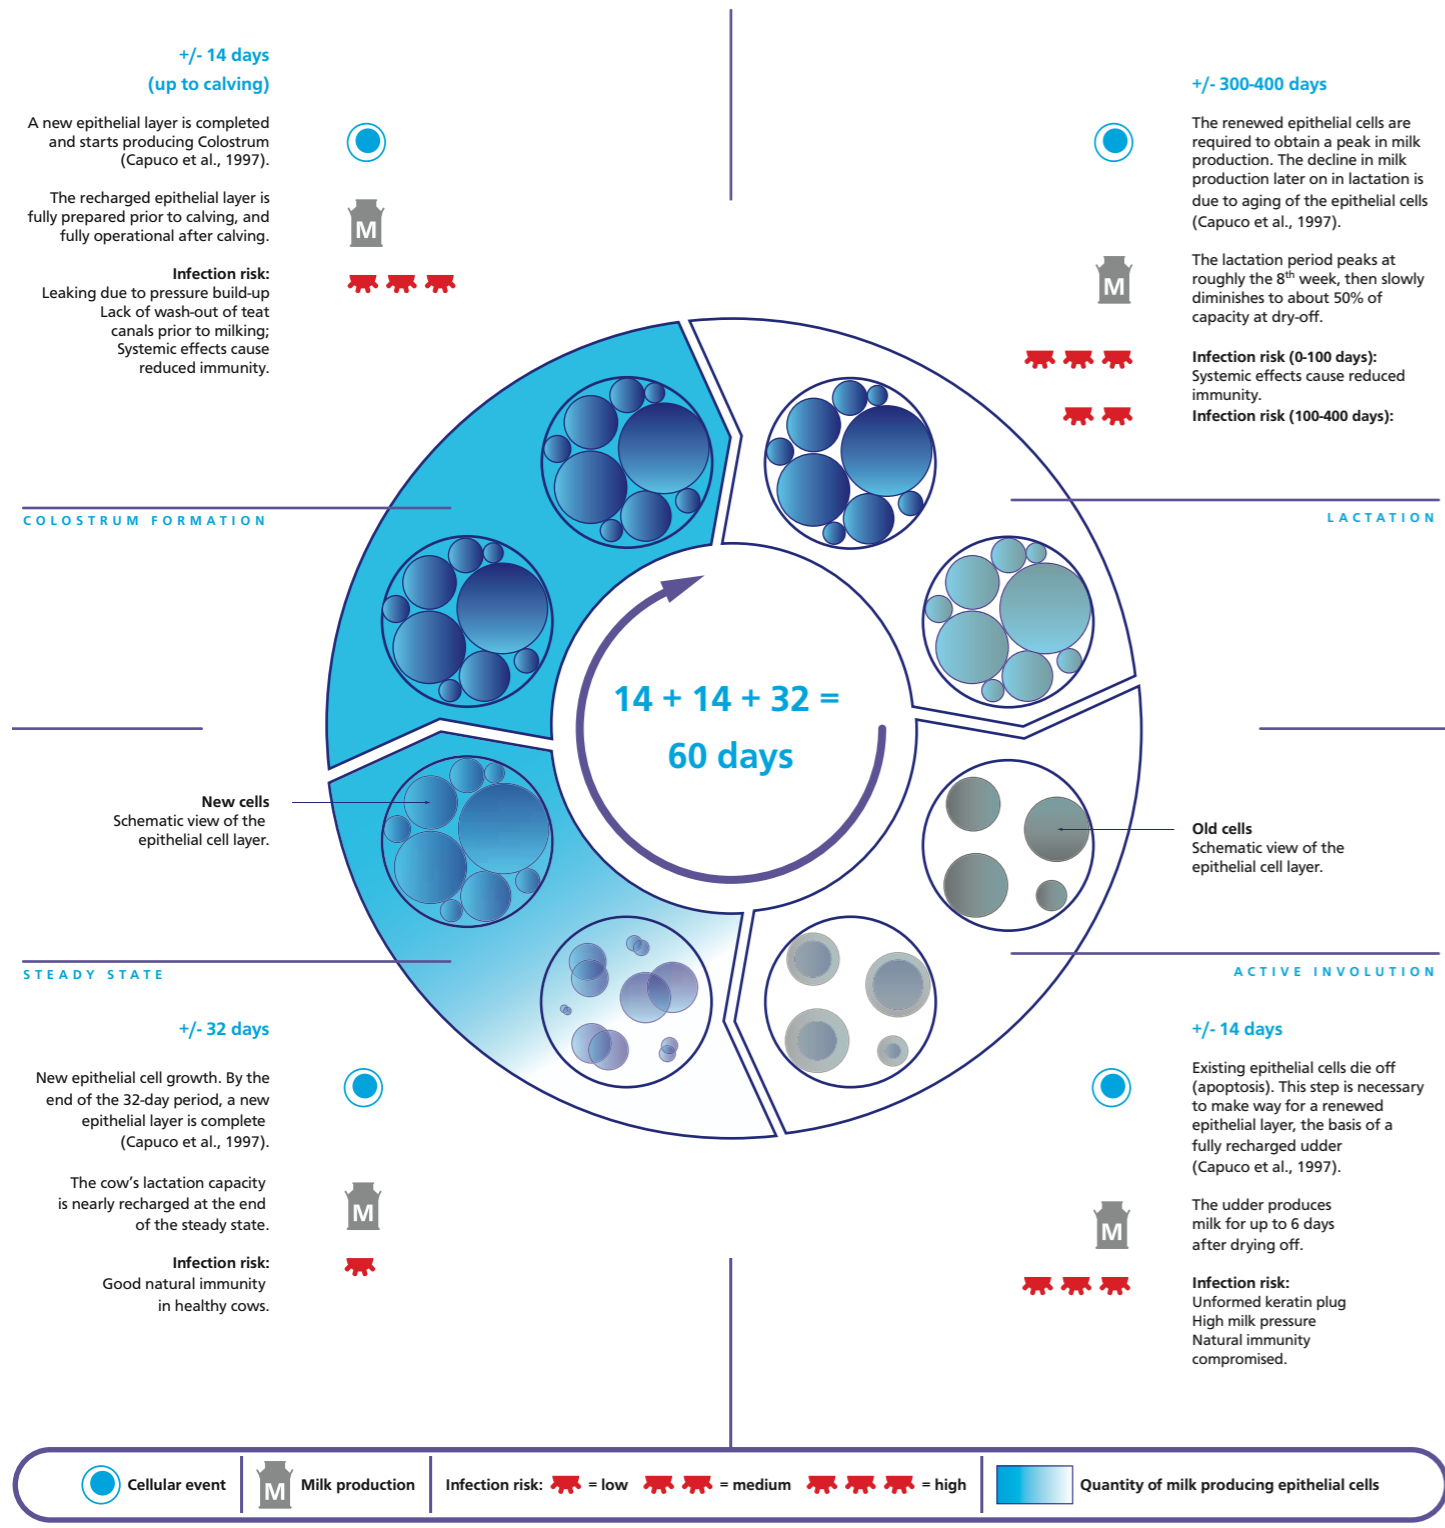 +/- 14 days
(up to calving)
A new epithelial layer is completed
and starts producing Colostrum
(Capuco et al., 1997).
The recharged epithelial layer is
fully prepared prior to calving, and
fully operational after calving.
M
Infection risk:
Leaking due to pressure build-up
Lack of wash-out of teat
canals prior to milking;
Systemic effects cause
reduced immunity.
COLOSTRUM FORMATION
+/- 300-400 days
The renewed epithelial cells are
required to obtain a peak in milk
production. The decline in milk
production later on in lactation is
due to aging of the epithelial cells
(Capuco et al., 1997).
The lactation period peaks at
roughly the 8th week, then slowly
diminishes to about 50% of
capacity at dry-off.
M
Infection risk (0-100 days):
Systemic effects cause reduced
immunity.
Infection risk (100-400 days):
LACTATION
14 + 14 + 32 =
60 days
New cells
Schematic view of the
epithelial cell layer.
Old cells
Schematic view of the
epithelial cell layer.
STEADY STATE
+/- 32 days
New epithelial cell growth. By the
end of the 32-day period, a new
epithelial layer is complete
(Capuco et al., 1997).
The cow's lactation capacity
is nearly recharged at the end
of the steady state.
M
Infection risk:
Good natural immunity
in healthy cows.
ACTIVE INVOLUTION
+/- 14 days
Existing epithelial cells die off
(apoptosis). This step is necessary
to make way for a renewed
epithelial layer, the basis of a
fully recharged udder
(Capuco et al., 1997).
The udder produces
milk for up to 6 days
after drying off.
M
Infection risk:
Unformed keratin plug
High milk pressure
Natural immunity
compromised.
Cellular event
M Milk production
Infection risk: = low = medium = high
Quantity of milk producing epithelial cells